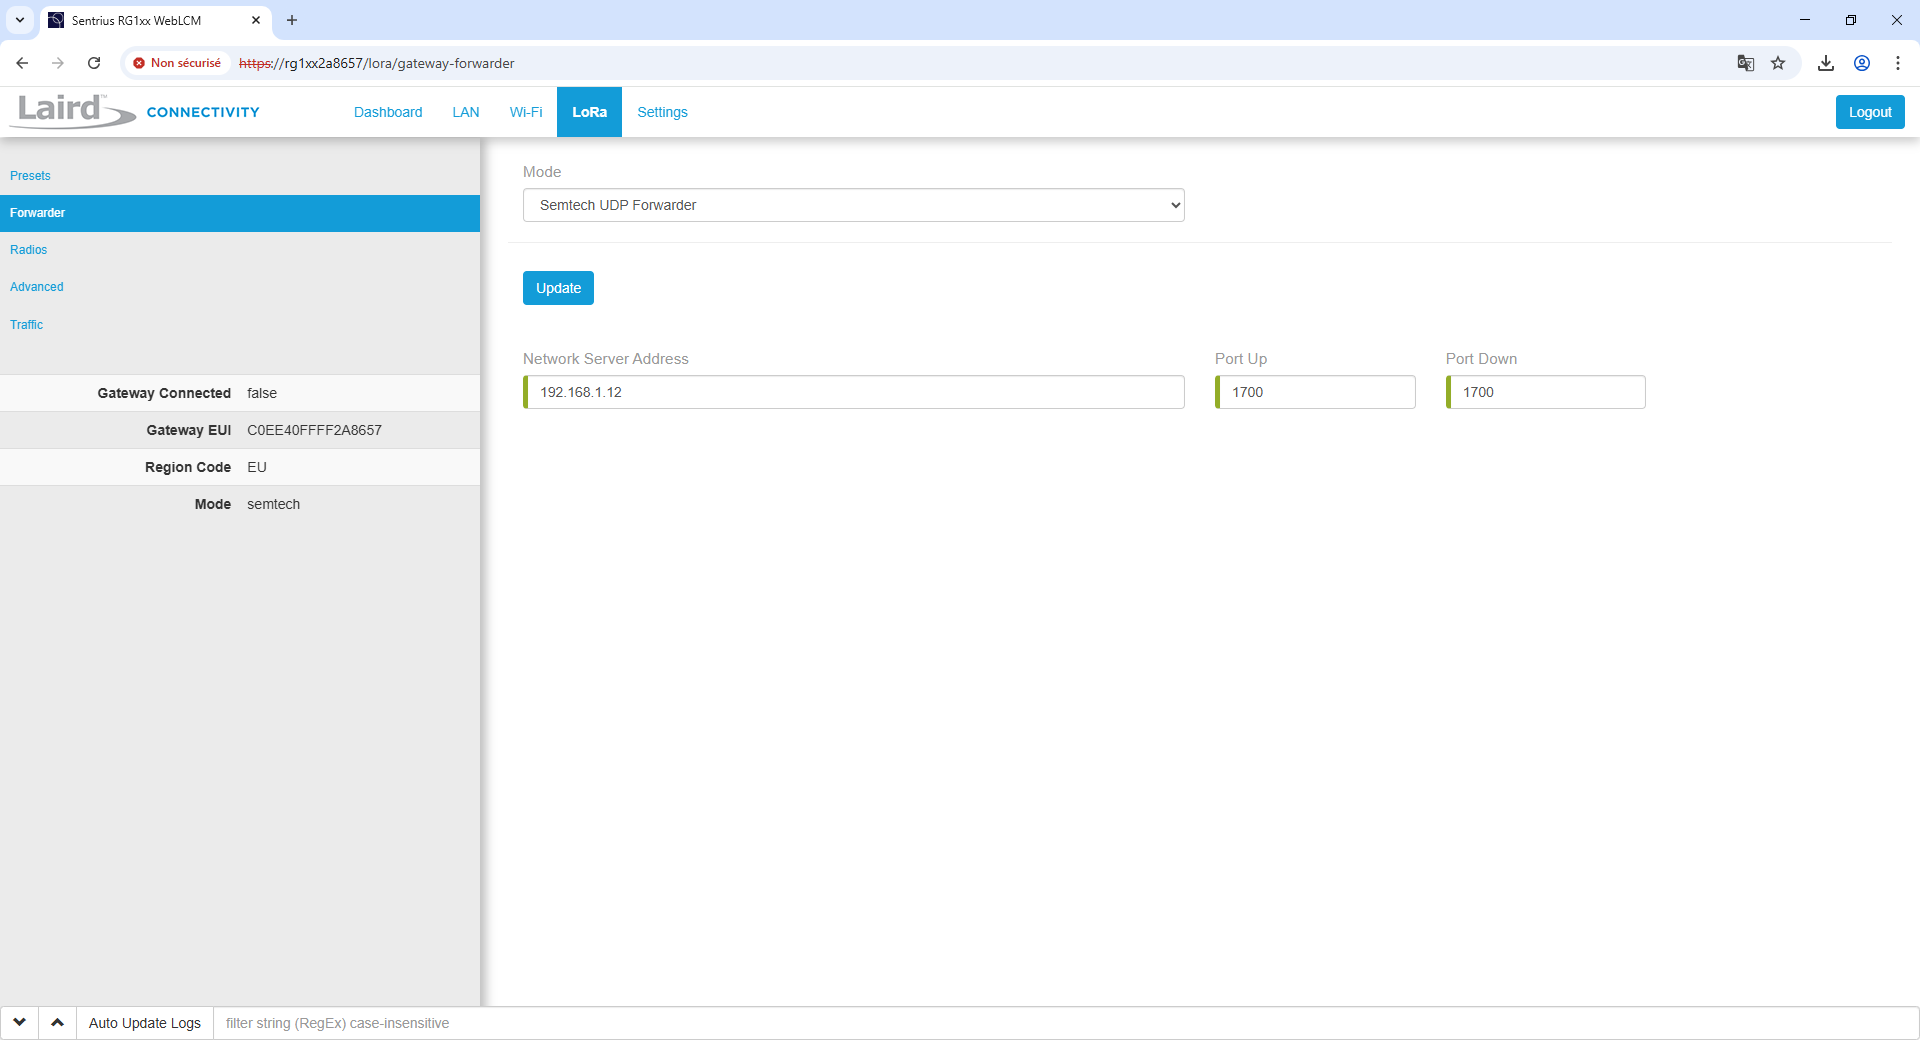 Sentrius RG1xx WebLCM
Non sécurisé
https://rg1xx2a8657/lora/gateway-forwarder
Laird™ CONNECTIVITY
Dashboard
LAN
Wi-Fi
LoRa
Settings
Logout
Presets
Forwarder
Radios
Advanced
Traffic
Gateway Connected false
Gateway EUI C0EE40FFFF2A8657
Region Code EU
Mode semtech
Mode
Semtech UDP Forwarder
Update
Network Server Address
192.168.1.12
Port Up
1700
Port Down
1700
Auto Update Logs
filter string (RegEx) case-insensitive